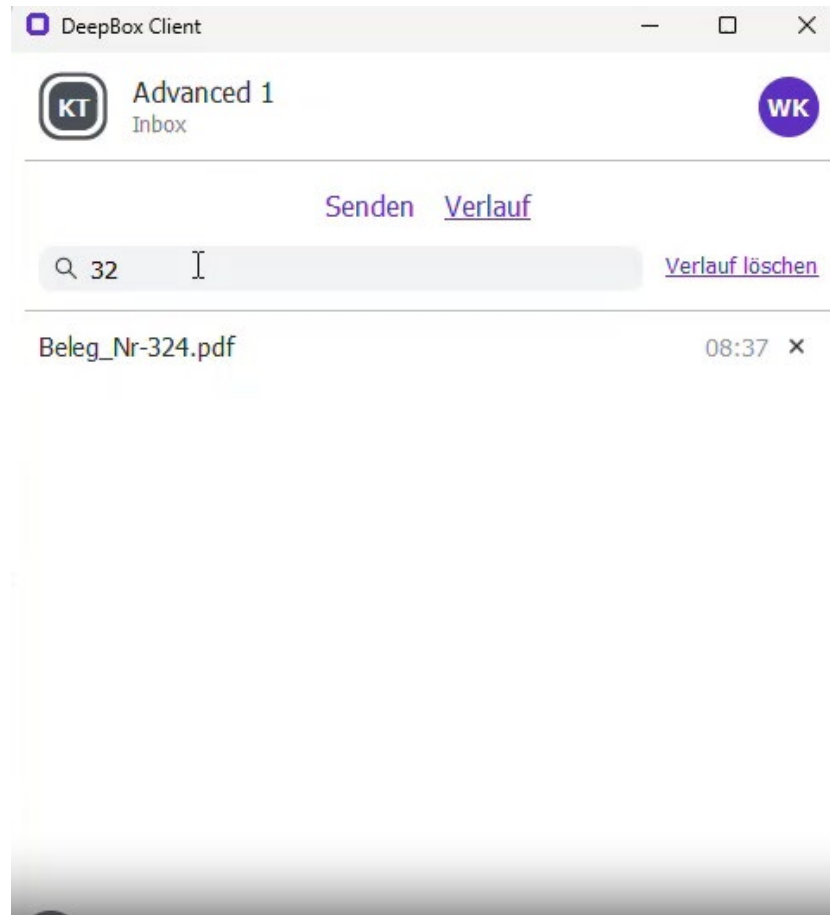 DeepBox Client
KT Advanced 1 WK
Inbox
Senden Verlauf
32 Verlauf löschen
Beleg_Nr-324.pdf 08:37